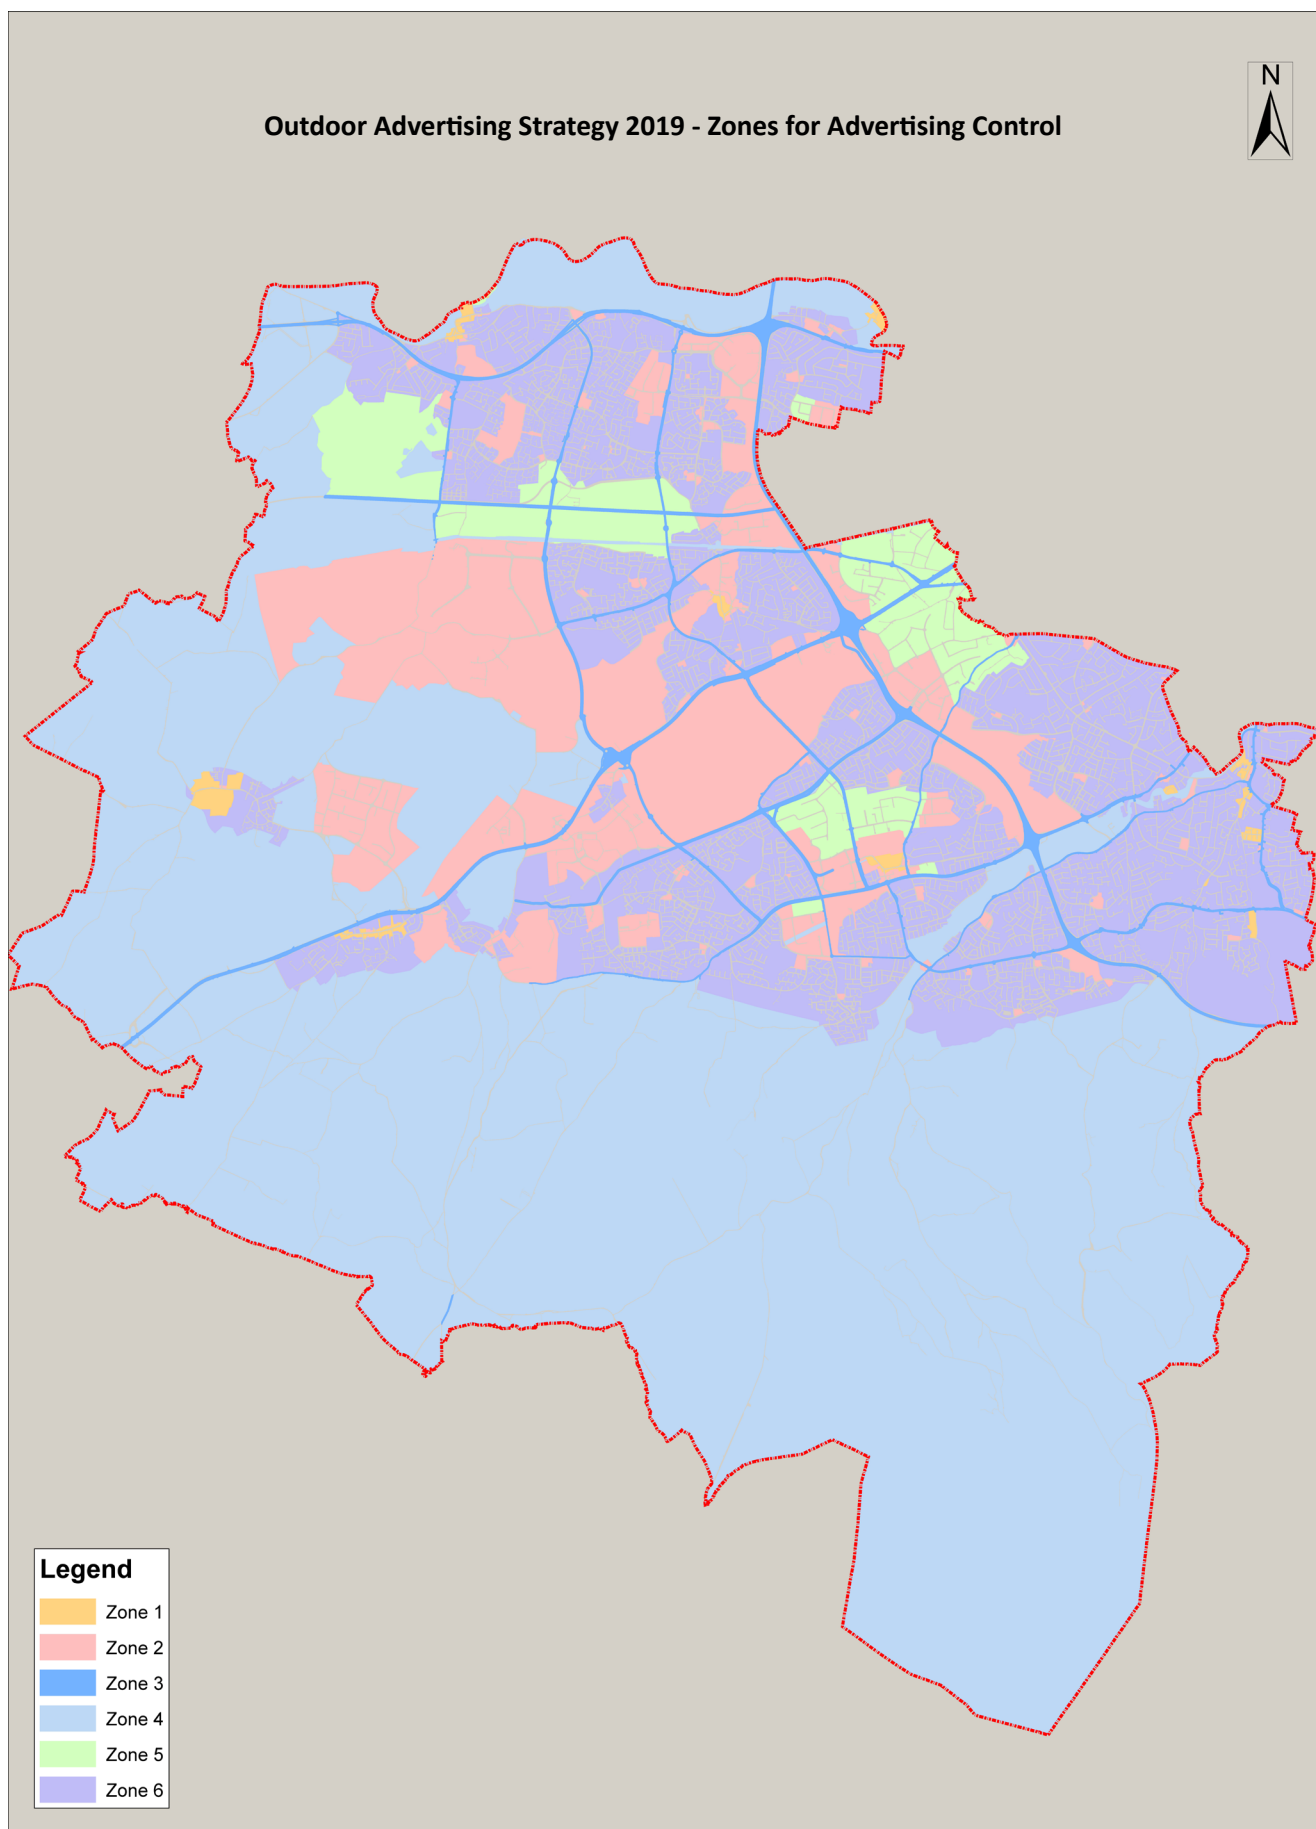 N
Outdoor Advertising Strategy 2019 - Zones for Advertising Control
Legend
Zone 1
Zone 2
Zone 3
Zone 4
Zone 5
Zone 6